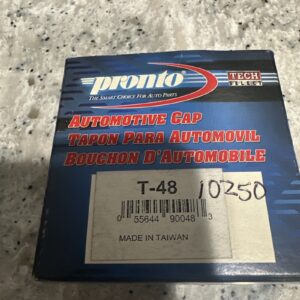 pronto
THE SMART CHOICE FOR AUTO PARTS
TECH
SELECT
AUTOMOTIVE CAP
TAPON PARA AUTOMOVIL
BOUCHON D'AUTOMOBILE
T-48 10250
0 55644 90048 3
MADE IN TAIWAN